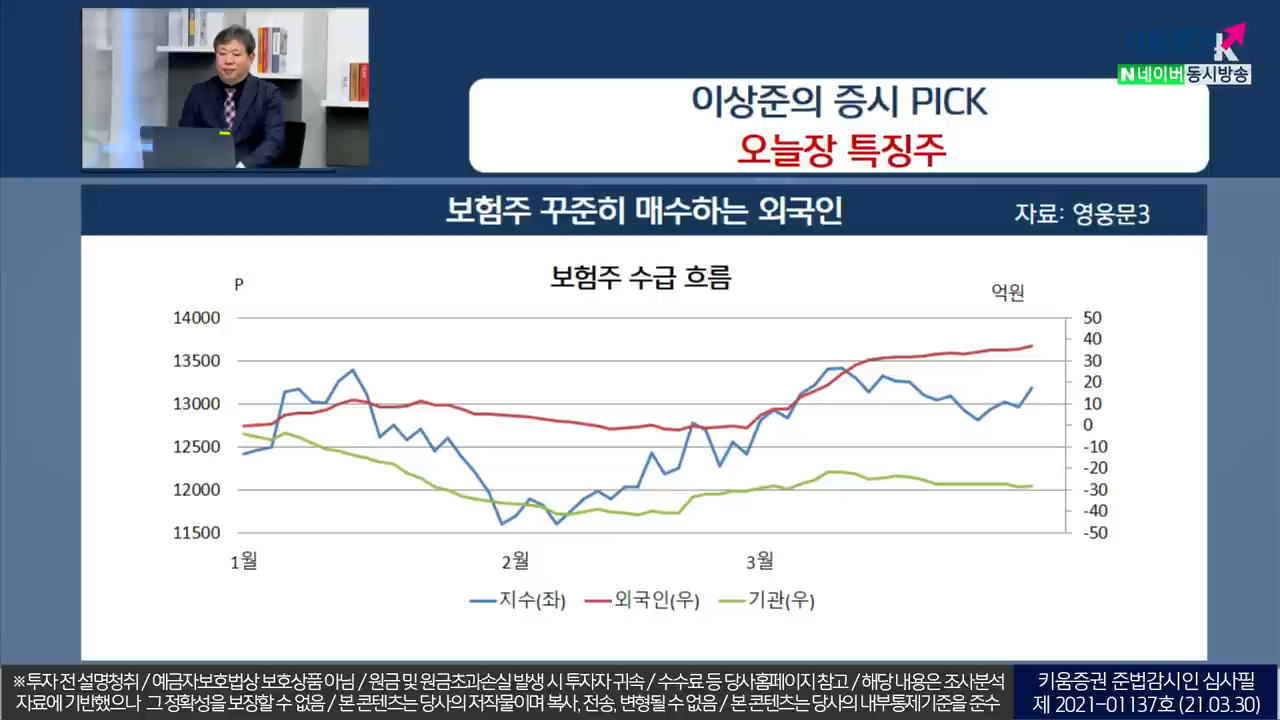 K
N 네이버 동시방송
이상준의 증시 PICK
오늘장 특징주
보험주 꾸준히 매수하는 외국인
자료: 영웅문3
보험주 수급 흐름
P
억원
14000
13500
13000
12500
12000
11500
50
40
30
20
10
0
-10
-20
-30
-40
-50
1월 2월 3월
지수(좌) 외국인(우) 기관(우)
※투자 전 설명청취 / 예금자보호법상 보호상품 아님 / 원금 및 원금초과손실 발생 시 투자자 귀속 / 수수료 등 당사홈페이지 참고 / 해당 내용은 조사분석
자료에 기반했으나 그 정확성을 보장할 수 없음 / 본 콘텐츠는 당사의 저작물이며 복사, 전송, 변형될 수 없음 / 본 콘텐츠는 당사의 내부통제기준을 준수
키움증권 준법감시인 심사필
제 2021-01137호 (21.03.30)